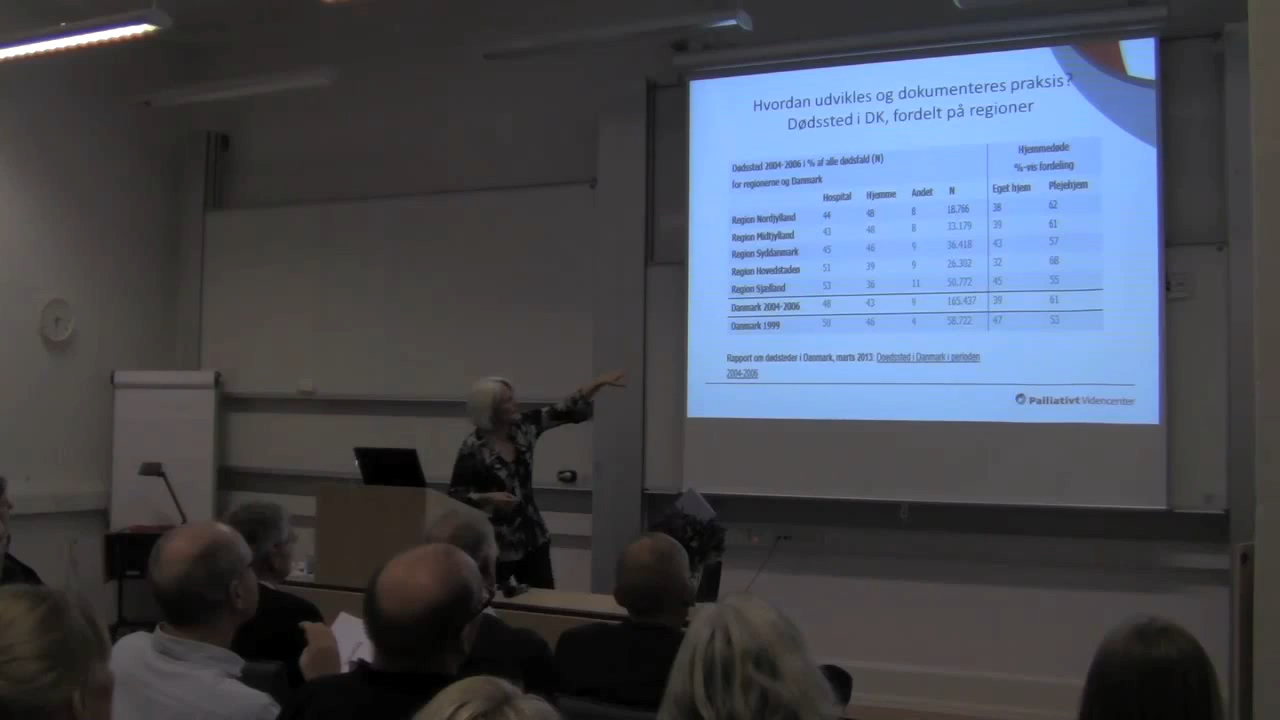 Hvordan udvikles og dokumenteres praksis?
Dødssted i DK, fordelt på regioner
Dødssted 2004-2006 i % af alle dødsfald (N)
for regionerne og Danmark
Hjemmedøde
%-vis fordeling
Hospital Hjemme Andet N Eget hjem Plejehjem
Region Nordjylland 44 48 8 18.766 38 62
Region Midtjylland 43 48 8 33.179 39 61
Region Syddanmark 45 46 9 36.418 43 57
Region Hovedstaden 51 39 9 26.302 32 68
Region Sjælland 53 36 11 50.772 45 55
Danmark 2004-2006 48 43 9 165.437 39 61
Danmark 1999 50 46 4 58.722 47 53
Rapport om dødsteder i Danmark, marts 2013: Doedssted i Danmark i perioden
2004-2006
Palliativt Videncenter